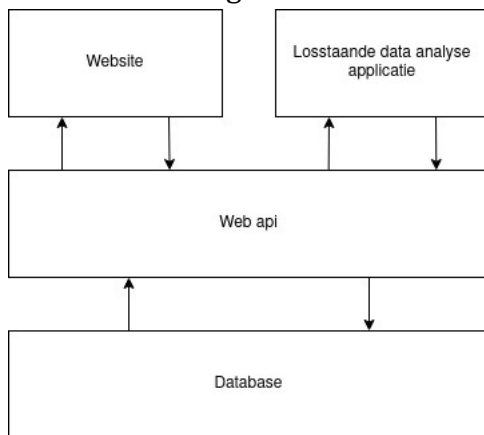 Website
Losstaande data analyse
applicatie
Web api
Database